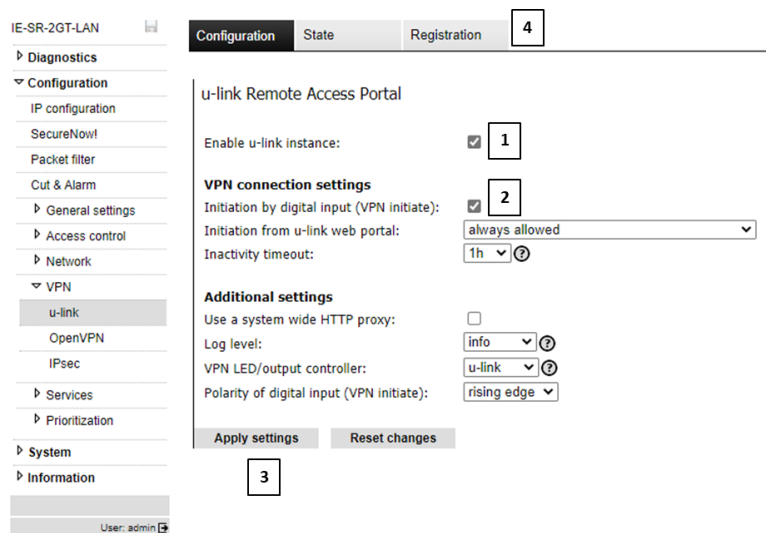 IE-SR-2GT-LAN
Diagnostics
Configuration
IP configuration
SecureNow!
Packet filter
Cut & Alarm
General settings
Access control
Network
VPN
u-link
OpenVPN
IPsec
Services
Prioritization
System
Information
User: admin
Configuration State Registration 4
u-link Remote Access Portal
Enable u-link instance: 1
VPN connection settings
Initiation by digital input (VPN initiate): 2
Initiation from u-link web portal: always allowed
Inactivity timeout: 1h ?
Additional settings
Use a system wide HTTP proxy:
Log level: info ?
VPN LED/output controller: u-link ?
Polarity of digital input (VPN initiate): rising edge
Apply settings Reset changes
3